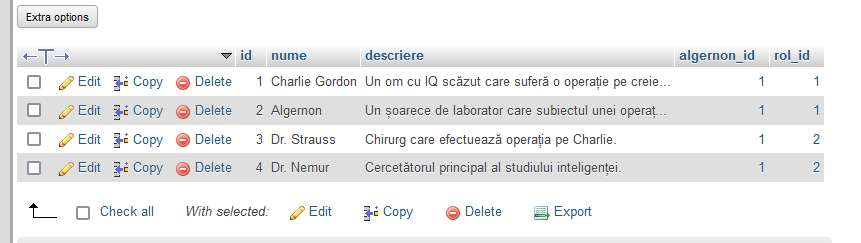 Extra options
id nume descriere algernon_id rol_id
Edit Copy Delete 1 Charlie Gordon Un om cu IQ scăzut care suferă o operație pe creie... 1 1
Edit Copy Delete 2 Algernon Un șoarece de laborator care subiectul unei operaț... 1 1
Edit Copy Delete 3 Dr. Strauss Chirurg care efectuează operația pe Charlie. 1 2
Edit Copy Delete 4 Dr. Nemur Cercetătorul principal al studiului inteligenței. 1 2
Check all With selected: Edit Copy Delete Export